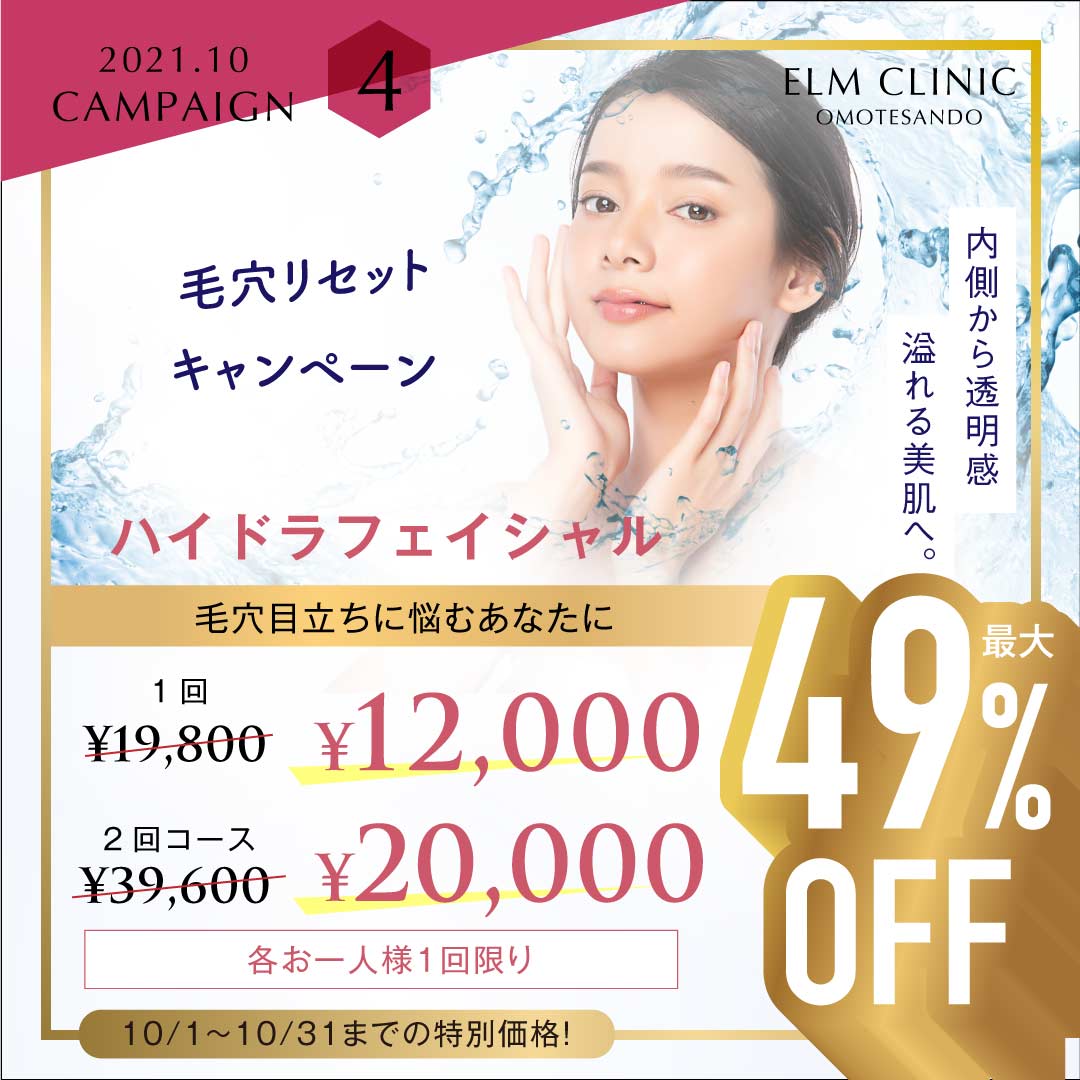 2021.10
CAMPAIGN
4
ELM CLINIC
OMOTESANDO
毛穴リセット
キャンペーン
内側から透明感
溢れる美肌へ。
ハイドラフェイシャル
毛穴目立ちに悩むあなたに
1回
¥19,800
¥12,000
2回コース
¥39,600
¥20,000
最大
49%
OFF
各お一人様1回限り
10/1~10/31までの特別価格!